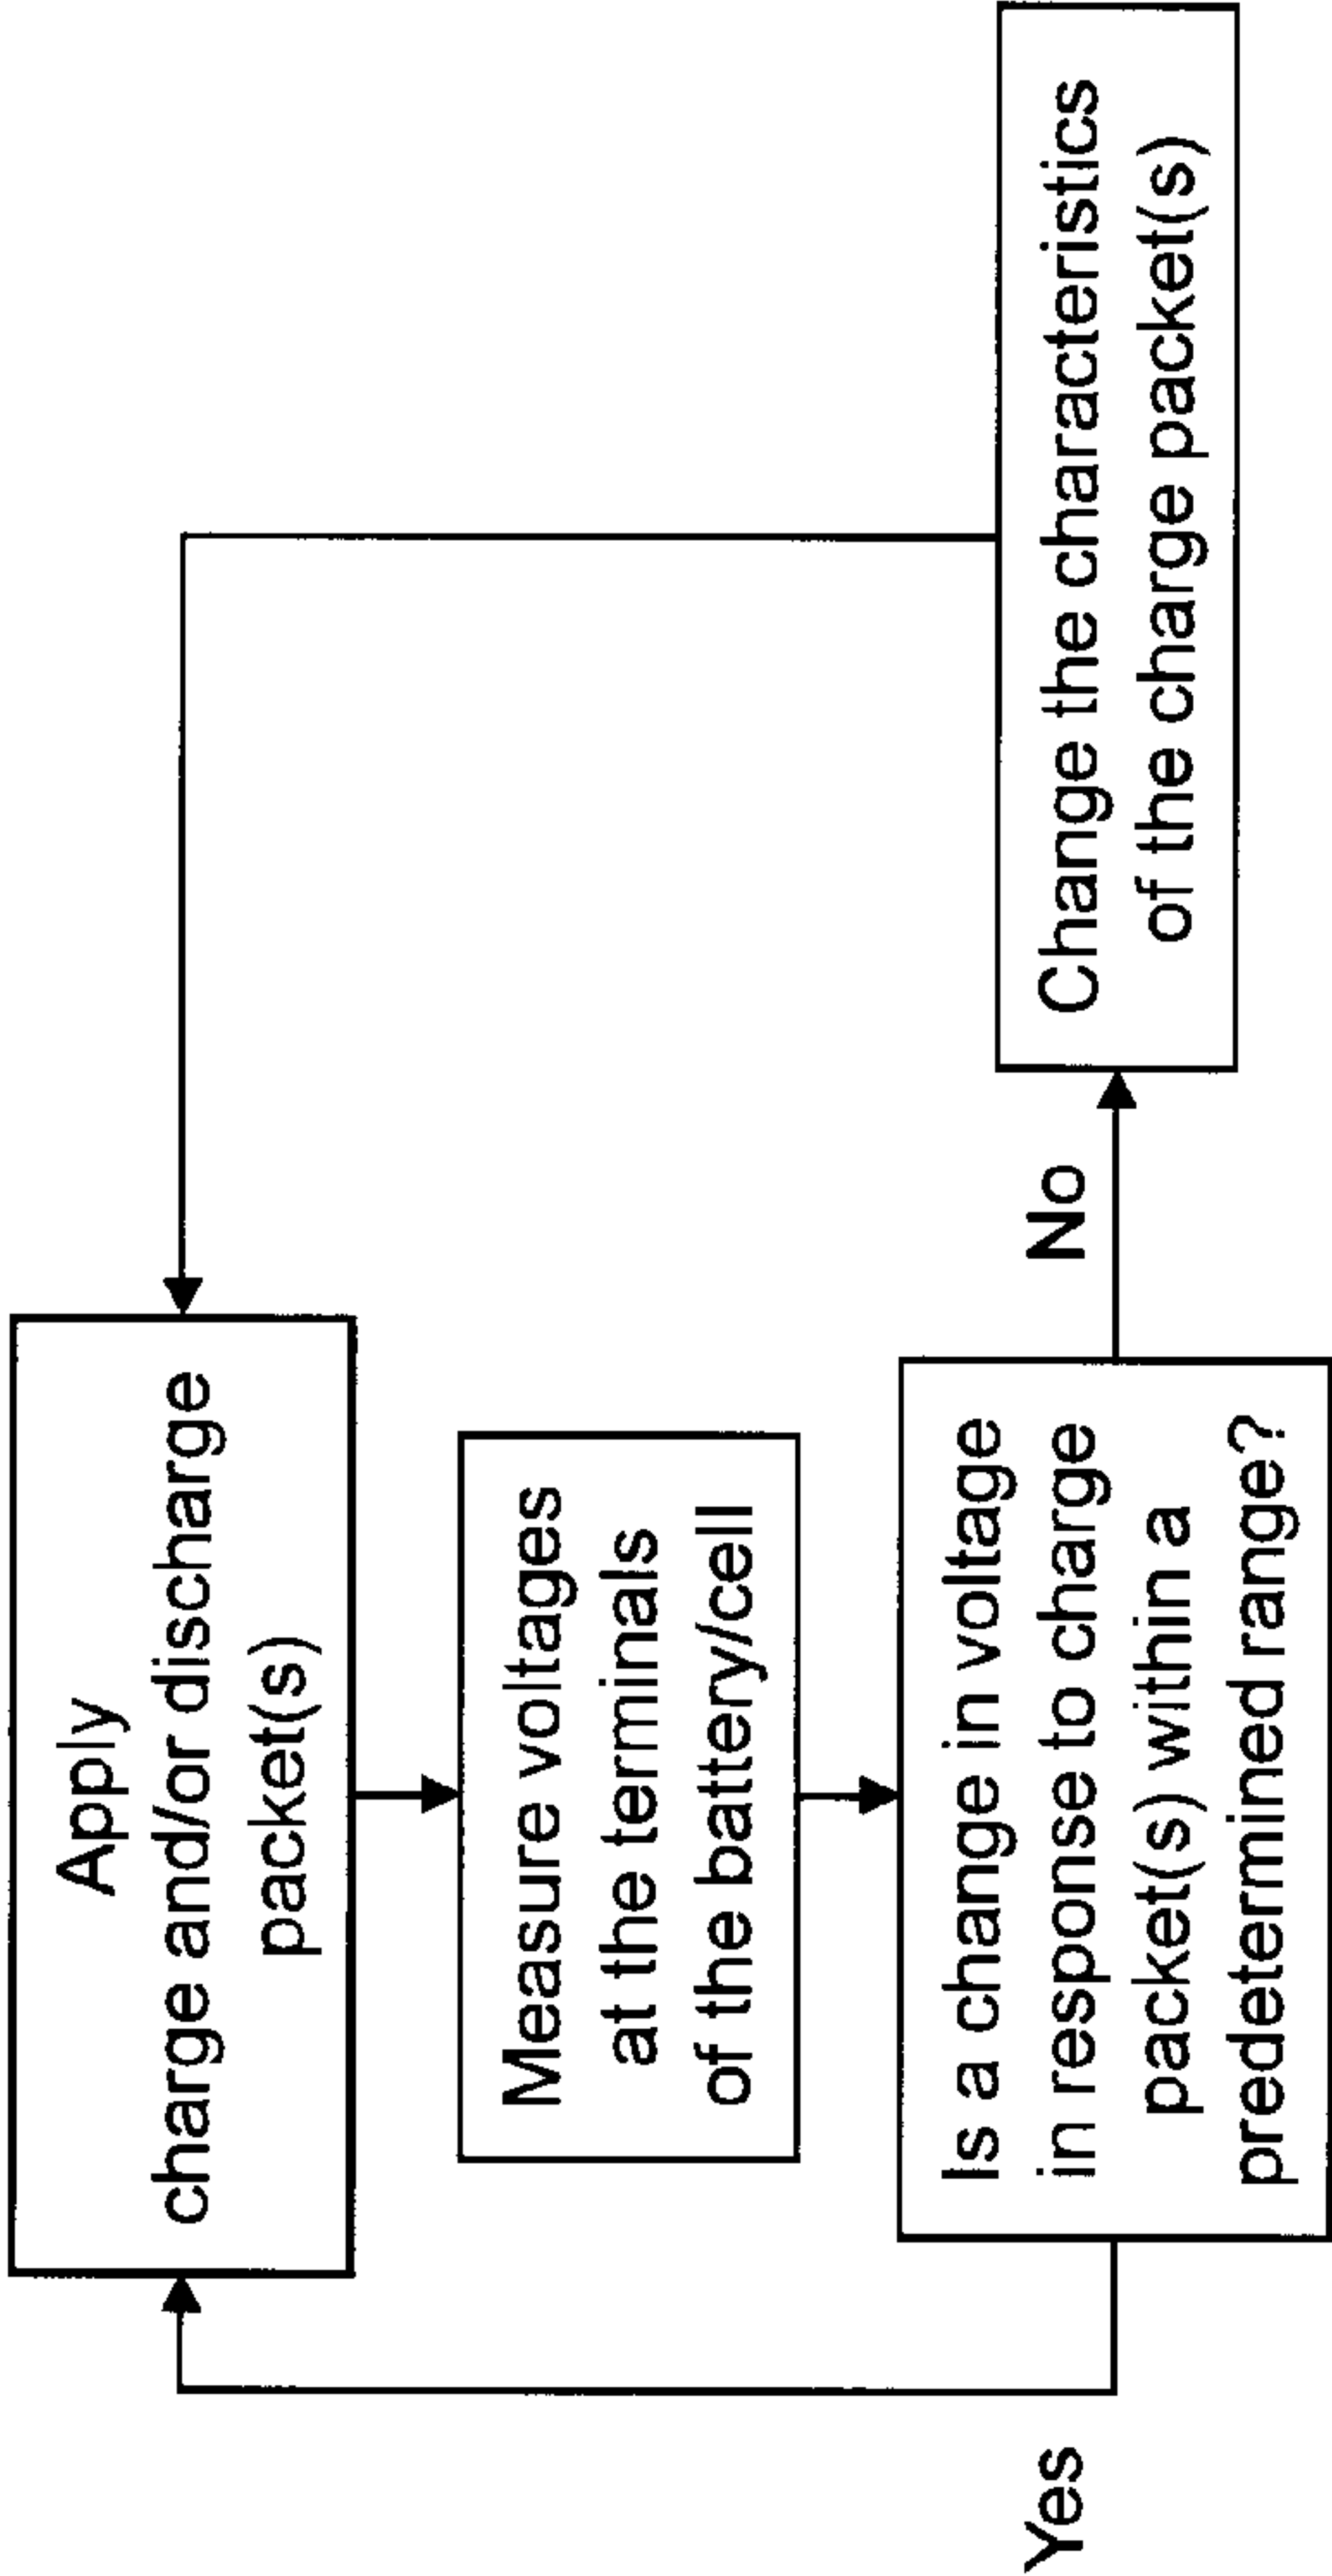 Apply
charge and/or discharge
packet(s)
Measure voltages
at the terminals
of the battery/cell
Is a change in voltage
in response to charge
packet(s) within a
predetermined range?
Yes
No
Change the characteristics
of the charge packet(s)